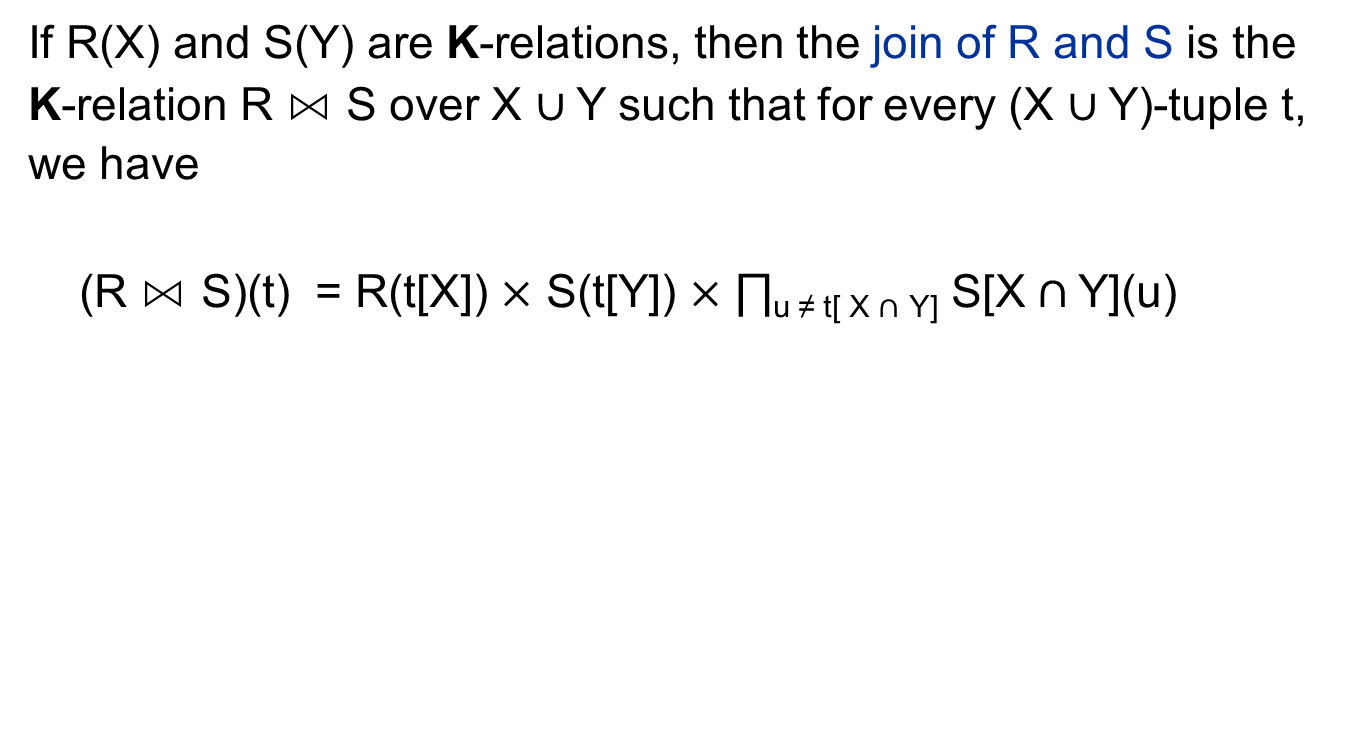 If R(X) and S(Y) are K-relations, then the join of R and S is the
K-relation R ⋈ S over X ∪ Y such that for every (X ∪ Y)-tuple t,
we have
(R ⋈ S)(t) = R(t[X]) × S(t[Y]) × ∏u ≠ t[ X ∩ Y] S[X ∩ Y](u)